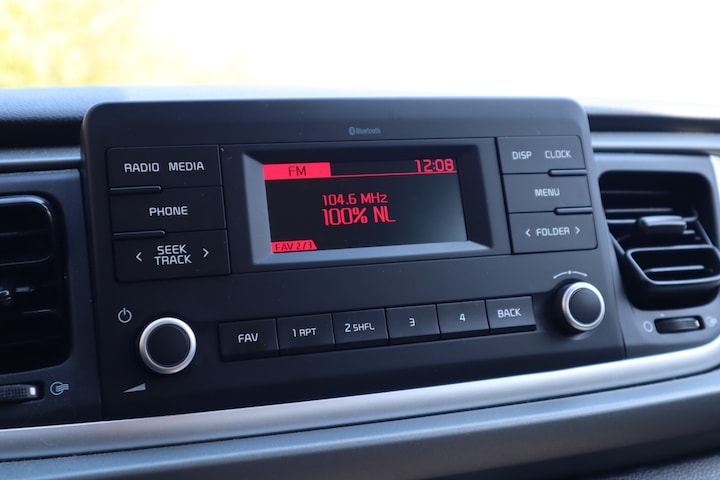 Bluetooth
RADIO MEDIA
PHONE
< SEEK >
TRACK
FM 12:08
104.6 MHz
100% NL
FAV 2/3
DISP CLOCK
MENU
< FOLDER >
FAV
1 RPT
2 SHFL
3
4
BACK